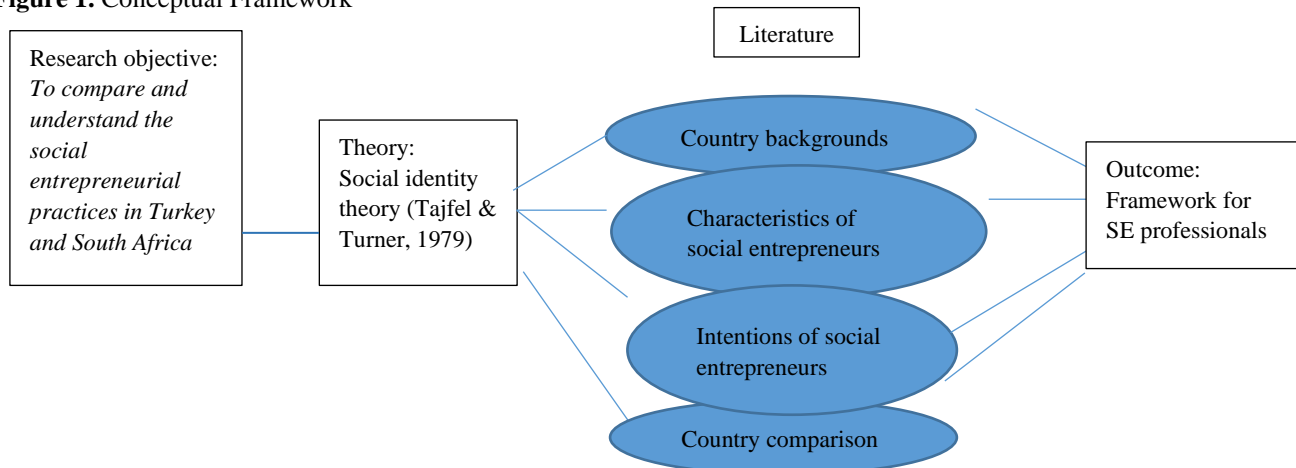 Figure 1. Conceptual Framework
Literature
Research objective:
To compare and
understand the
social
entrepreneurial
practices in Turkey
and South Africa
Theory:
Social identity
theory (Tajfel &
Turner, 1979)
Country backgrounds
Characteristics of
social entrepreneurs
Intentions of social
entrepreneurs
Country comparison
Outcome:
Framework for
SE professionals